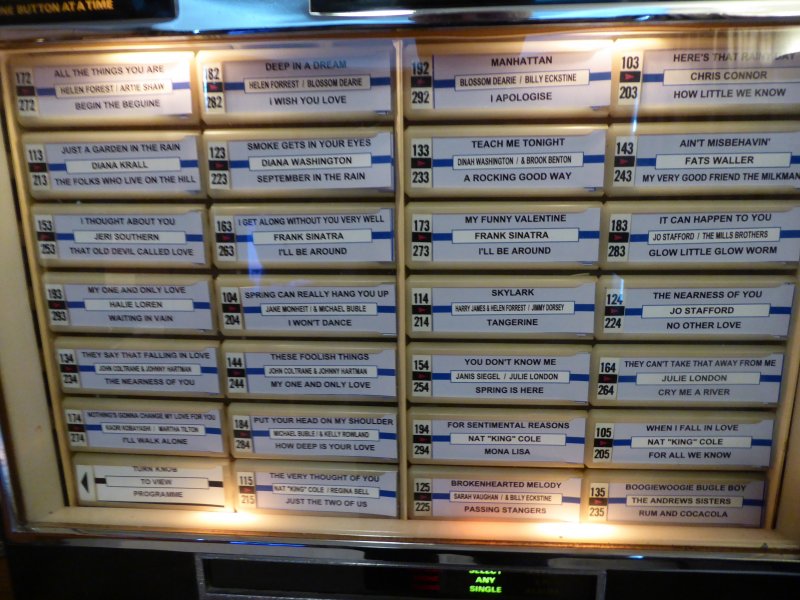 ONE BUTTON AT A TIME
172
ALL THE THINGS YOU ARE
HELEN FOREST / ARTIE SHAW
272
BEGIN THE BEGUINE
182
DEEP IN A DREAM
HELEN FORREST / BLOSSOM DEARIE
282
I WISH YOU LOVE
192
MANHATTAN
BLOSSOM DEARIE / BILLY ECKSTINE
292
I APOLOGISE
103
HERE'S THAT RAINY DAY
CHRIS CONNOR
203
HOW LITTLE WE KNOW
113
JUST A GARDEN IN THE RAIN
DIANA KRALL
213
THE FOLKS WHO LIVE ON THE HILL
123
SMOKE GETS IN YOUR EYES
DIANA WASHINGTON
223
SEPTEMBER IN THE RAIN
133
TEACH ME TONIGHT
DINAH WASHINGTON / & BROOK BENTON
233
A ROCKING GOOD WAY
143
AIN'T MISBEHAVIN'
FATS WALLER
243
MY VERY GOOD FRIEND THE MILKMAN
153
I THOUGHT ABOUT YOU
JERI SOUTHERN
253
THAT OLD DEVIL CALLED LOVE
163
I GET ALONG WITHOUT YOU VERY WELL
FRANK SINATRA
263
I'LL BE AROUND
173
MY FUNNY VALENTINE
FRANK SINATRA
273
I'LL BE AROUND
183
IT CAN HAPPEN TO YOU
JO STAFFORD / THE MILLS BROTHERS
283
GLOW LITTLE GLOW WORM
193
MY ONE AND ONLY LOVE
HALIE LOREN
293
WAITING IN VAIN
104
SPRING CAN REALLY HANG YOU UP
JANE MONHEIT / & MICHAEL BUBLE
204
I WON'T DANCE
114
SKYLARK
HARRY JAMES & HELEN FORREST / JIMMY DORSEY
214
TANGERINE
124
THE NEARNESS OF YOU
JO STAFFORD
224
NO OTHER LOVE
134
THEY SAY THAT FALLING IN LOVE
JOHN COLTRANE & JOHNNY HARTMAN
234
THE NEARNESS OF YOU
144
THESE FOOLISH THINGS
JOHN COLTRANE & JOHNNY HARTMAN
244
MY ONE AND ONLY LOVE
154
YOU DON'T KNOW ME
JANIS SIEGEL / JULIE LONDON
254
SPRING IS HERE
164
THEY CAN'T TAKE THAT AWAY FROM ME
JULIE LONDON
264
CRY ME A RIVER
174
NOTHING'S GONNA CHANGE MY LOVE FOR YOU
KAORI KOBAYASHI / MARTHA TILTON
274
I'LL WALK ALONE
184
PUT YOUR HEAD ON MY SHOULDER
MICHAEL BUBLE / & KELLY ROWLAND
284
HOW DEEP IS YOUR LOVE
194
FOR SENTIMENTAL REASONS
NAT "KING" COLE
294
MONA LISA
105
WHEN I FALL IN LOVE
NAT "KING" COLE
205
FOR ALL WE KNOW
TURN KNOB
TO VIEW
PROGRAMME
115
THE VERY THOUGHT OF YOU
NAT "KING" COLE / REGINA BELL
215
JUST THE TWO OF US
125
BROKENHEARTED MELODY
SARAH VAUGHAN / & BILLY ECKSTINE
225
PASSING STANGERS
135
BOOGIEWOOGIE BUGLE BOY
THE ANDREWS SISTERS
235
RUM AND COCACOLA
SELECT
ANY
SINGLE